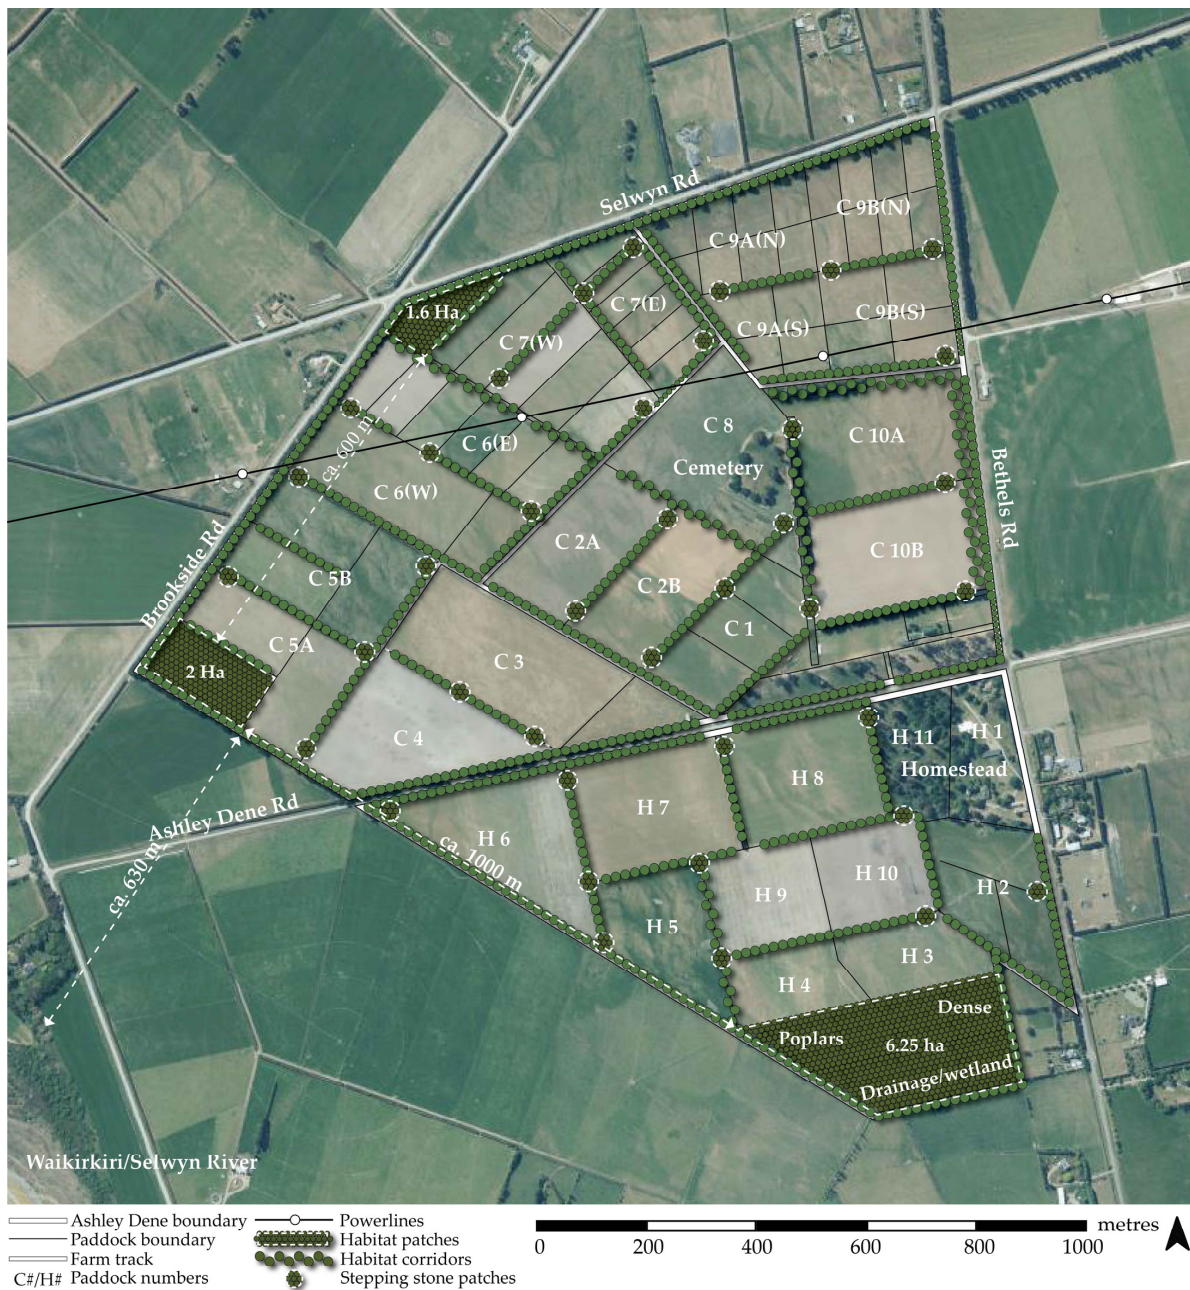 Selwyn Rd
C 9B(N)
C 9A(N)
1.6 Ha
C 7(E)
C 9B(S)
C 9A(S)
C 7(W)
ca. 600 m
C 6(E)
C 8
Cemetery
C 10A
Bethels Rd
C 6(W)
C 2A
C 10B
Brookside Rd
C 5B
C 2B
C 1
C 5A
C 3
2 Ha
C 4
H 11
H 1
Homestead
H 8
H 7
Ashley Dene Rd
H 6
ca. 1000 m
ca. 630 m
H 10
H 9
H 2
H 5
H 3
H 4
Dense
Poplars
6.25 ha
Drainage/wetland
Waikirkiri/Selwyn River
Ashley Dene boundary
Paddock boundary
Farm track
C#/H# Paddock numbers
Powerlines
Habitat patches
Habitat corridors
Stepping stone patches
metres
0 200 400 600 800 1000